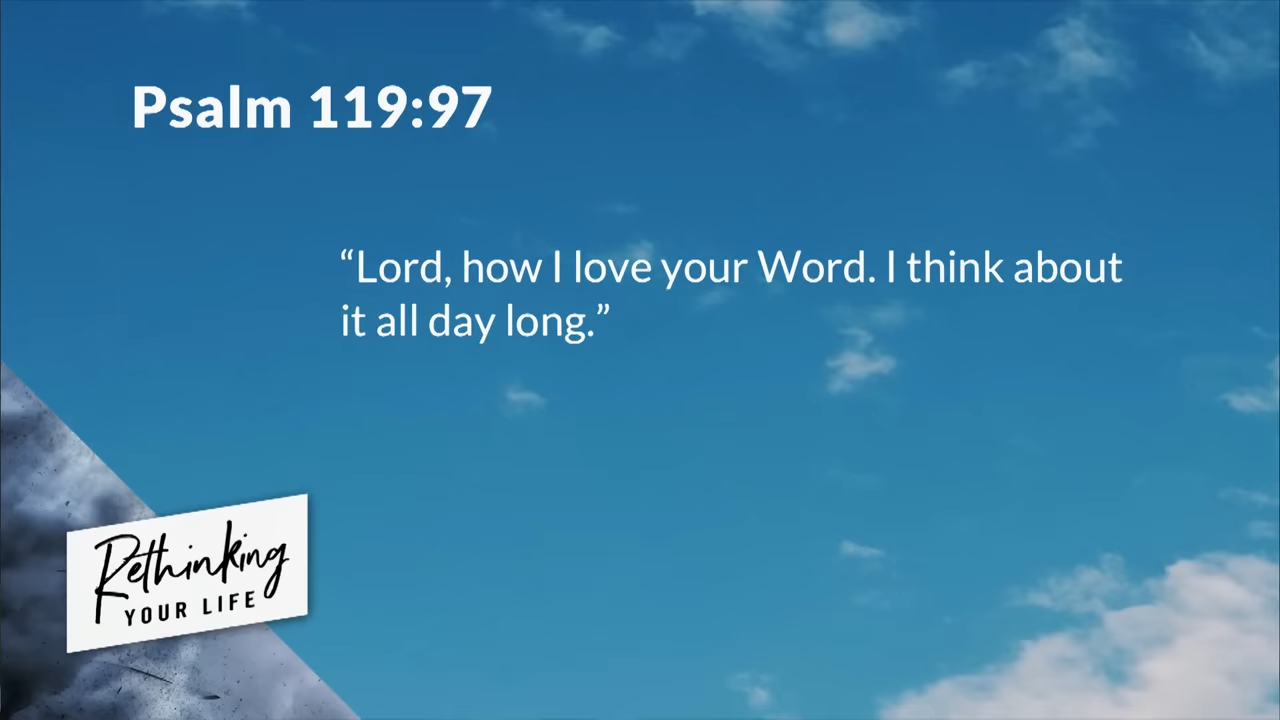 Psalm 119:97
“Lord, how I love your Word. I think about
it all day long.”
Rethinking
YOUR LIFE